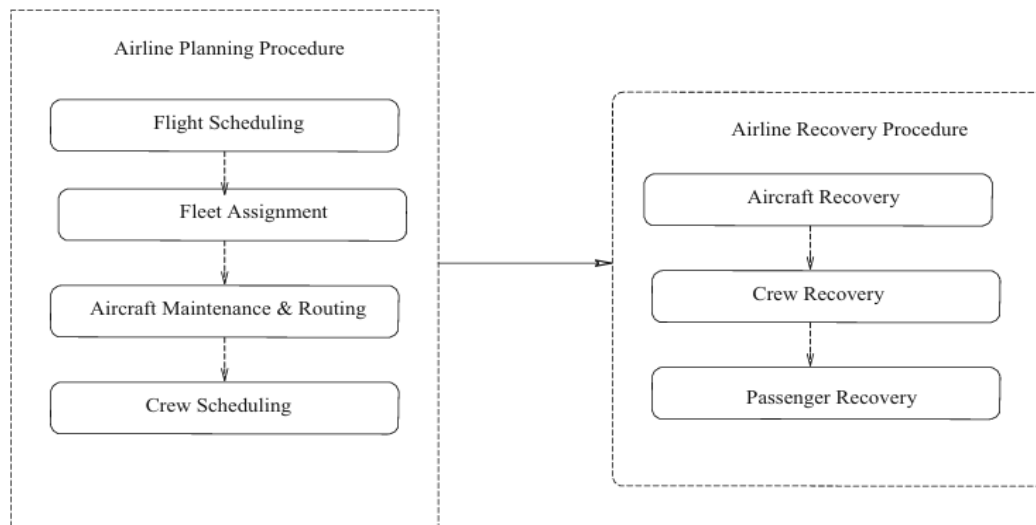 Airline Planning Procedure
Flight Scheduling
Fleet Assignment
Aircraft Maintenance & Routing
Crew Scheduling
Airline Recovery Procedure
Aircraft Recovery
Crew Recovery
Passenger Recovery